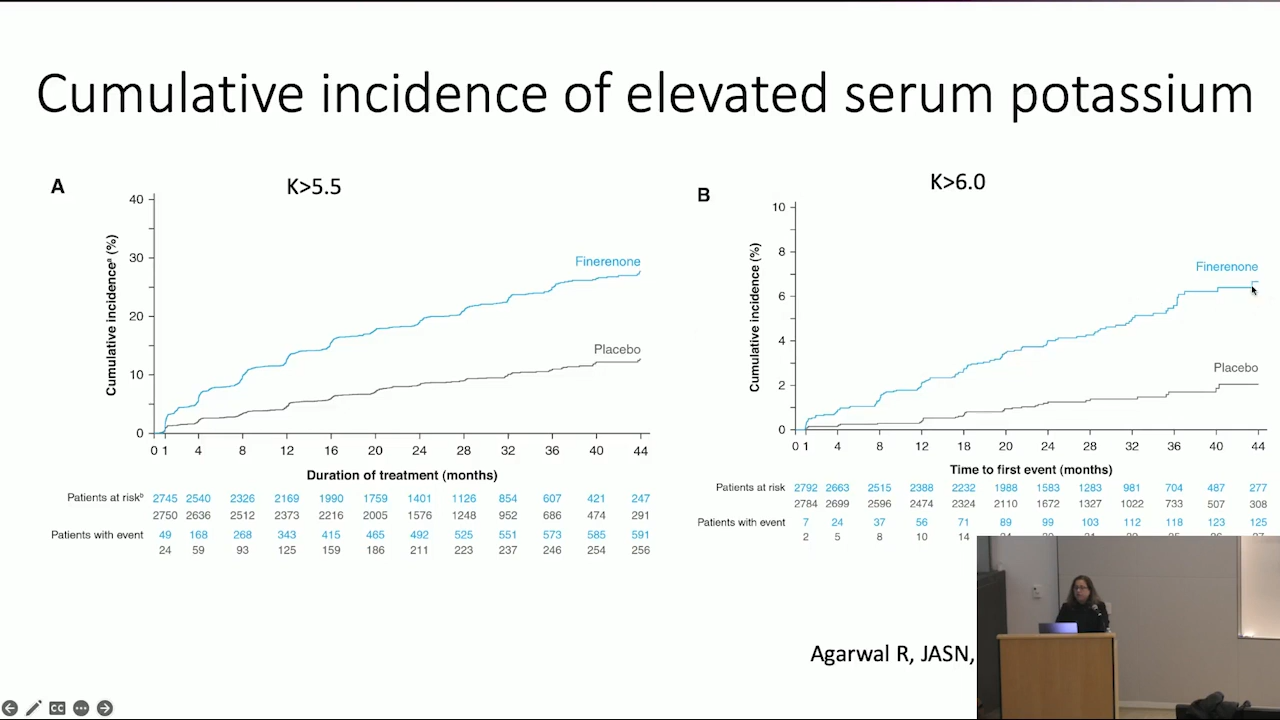 Cumulative incidence of elevated serum potassium
A
K>5.5
40
30
20
10
0
Cumulative incidenceᵃ (%)
Finerenone
Placebo
0 1 4 8 12 16 20 24 28 32 36 40 44
Duration of treatment (months)
Patients at riskᵇ 2745 2540 2326 2169 1990 1759 1401 1126 854 607 421 247
2750 2636 2512 2373 2216 2005 1576 1248 952 686 474 291
Patients with event 49 168 268 343 415 465 492 525 551 573 585 591
24 59 93 125 159 186 211 223 237 246 254 256
B
K>6.0
10
8
6
4
2
0
Cumulative incidence (%)
Finerenone
Placebo
0 1 4 8 12 18 20 24 28 32 36 40 44
Time to first event (months)
Patients at risk 2792 2663 2515 2388 2232 1988 1583 1283 981 704 487 277
2784 2699 2596 2474 2324 2110 1672 1327 1022 733 507 308
Patients with event 7 24 37 56 71 89 99 103 112 118 123 125
2 5 8 10 14
Agarwal R, JASN,
CC